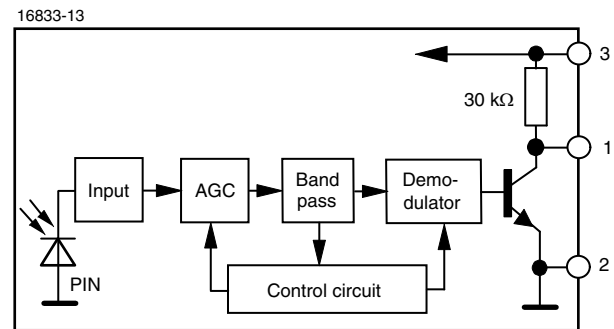 16833-13
3
30 kΩ
1
Input
AGC
Band
pass
Demo-
dulator
2
PIN
Control circuit